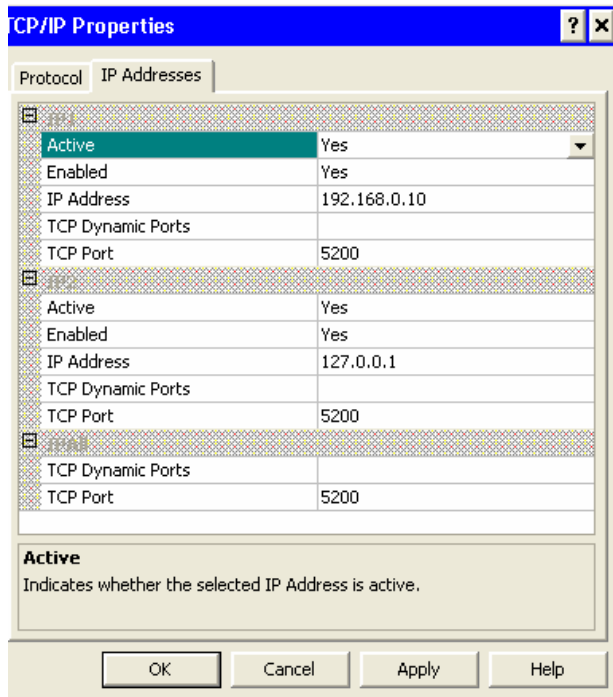 TCP/IP Properties
Protocol IP Addresses
IP1
Active Yes
Enabled Yes
IP Address 192.168.0.10
TCP Dynamic Ports
TCP Port 5200
IP2
Active Yes
Enabled Yes
IP Address 127.0.0.1
TCP Dynamic Ports
TCP Port 5200
IPAll
TCP Dynamic Ports
TCP Port 5200
Active
Indicates whether the selected IP Address is active.
OK Cancel Apply Help